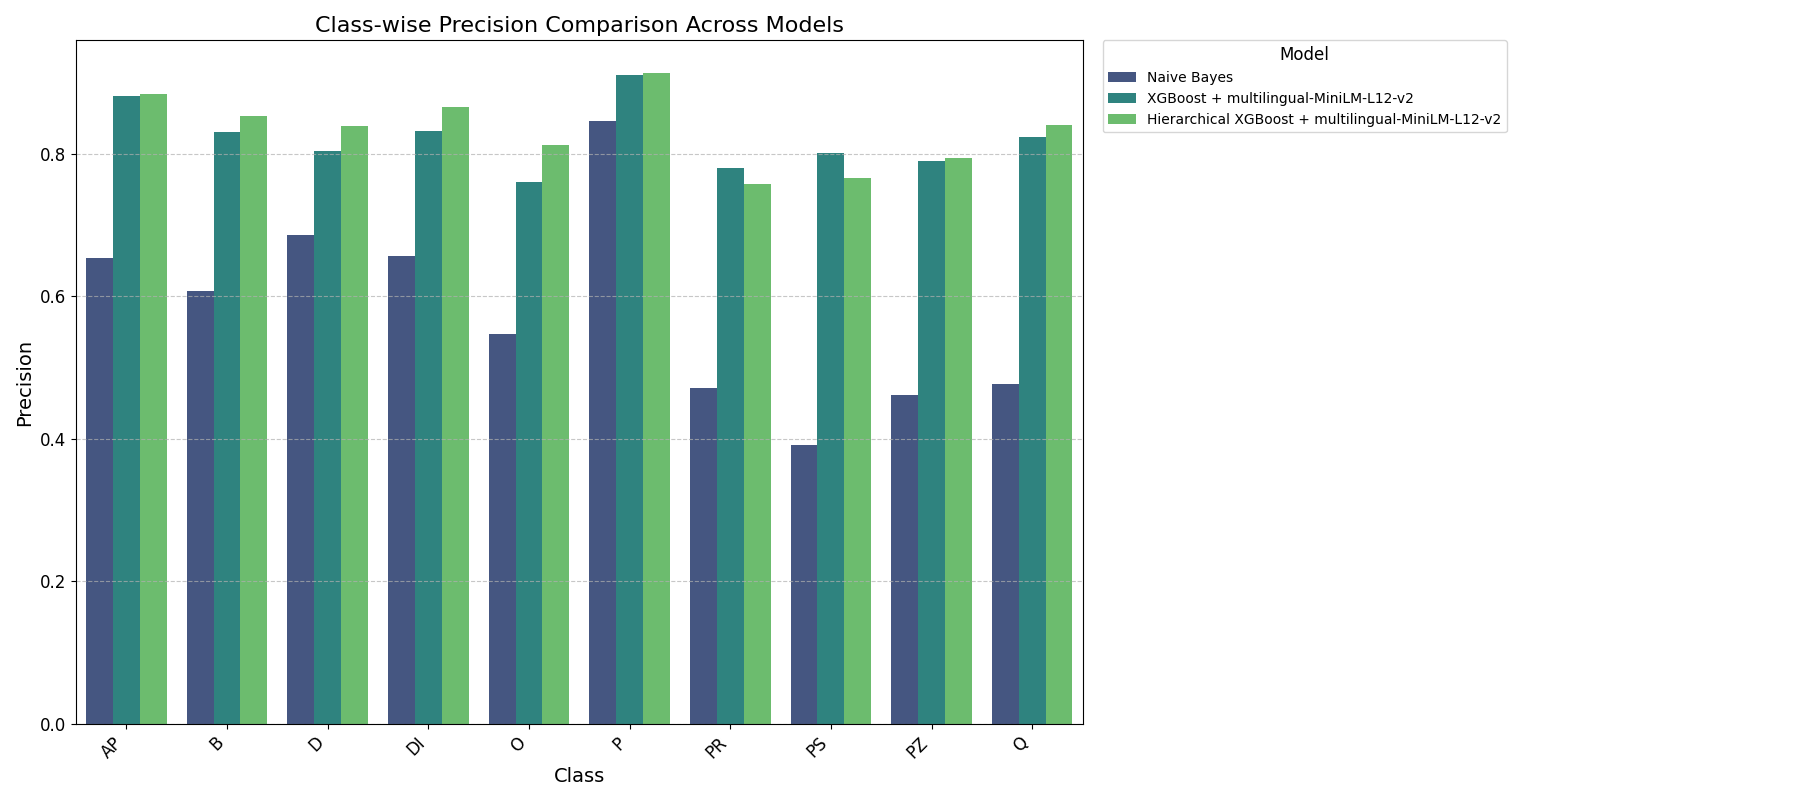 Class-wise Precision Comparison Across Models
Model
Naive Bayes
XGBoost + multilingual-MiniLM-L12-v2
Hierarchical XGBoost + multilingual-MiniLM-L12-v2
Precision
0.8
0.6
0.4
0.2
0.0
AP B D DI O P PR PS PZ Q
Class